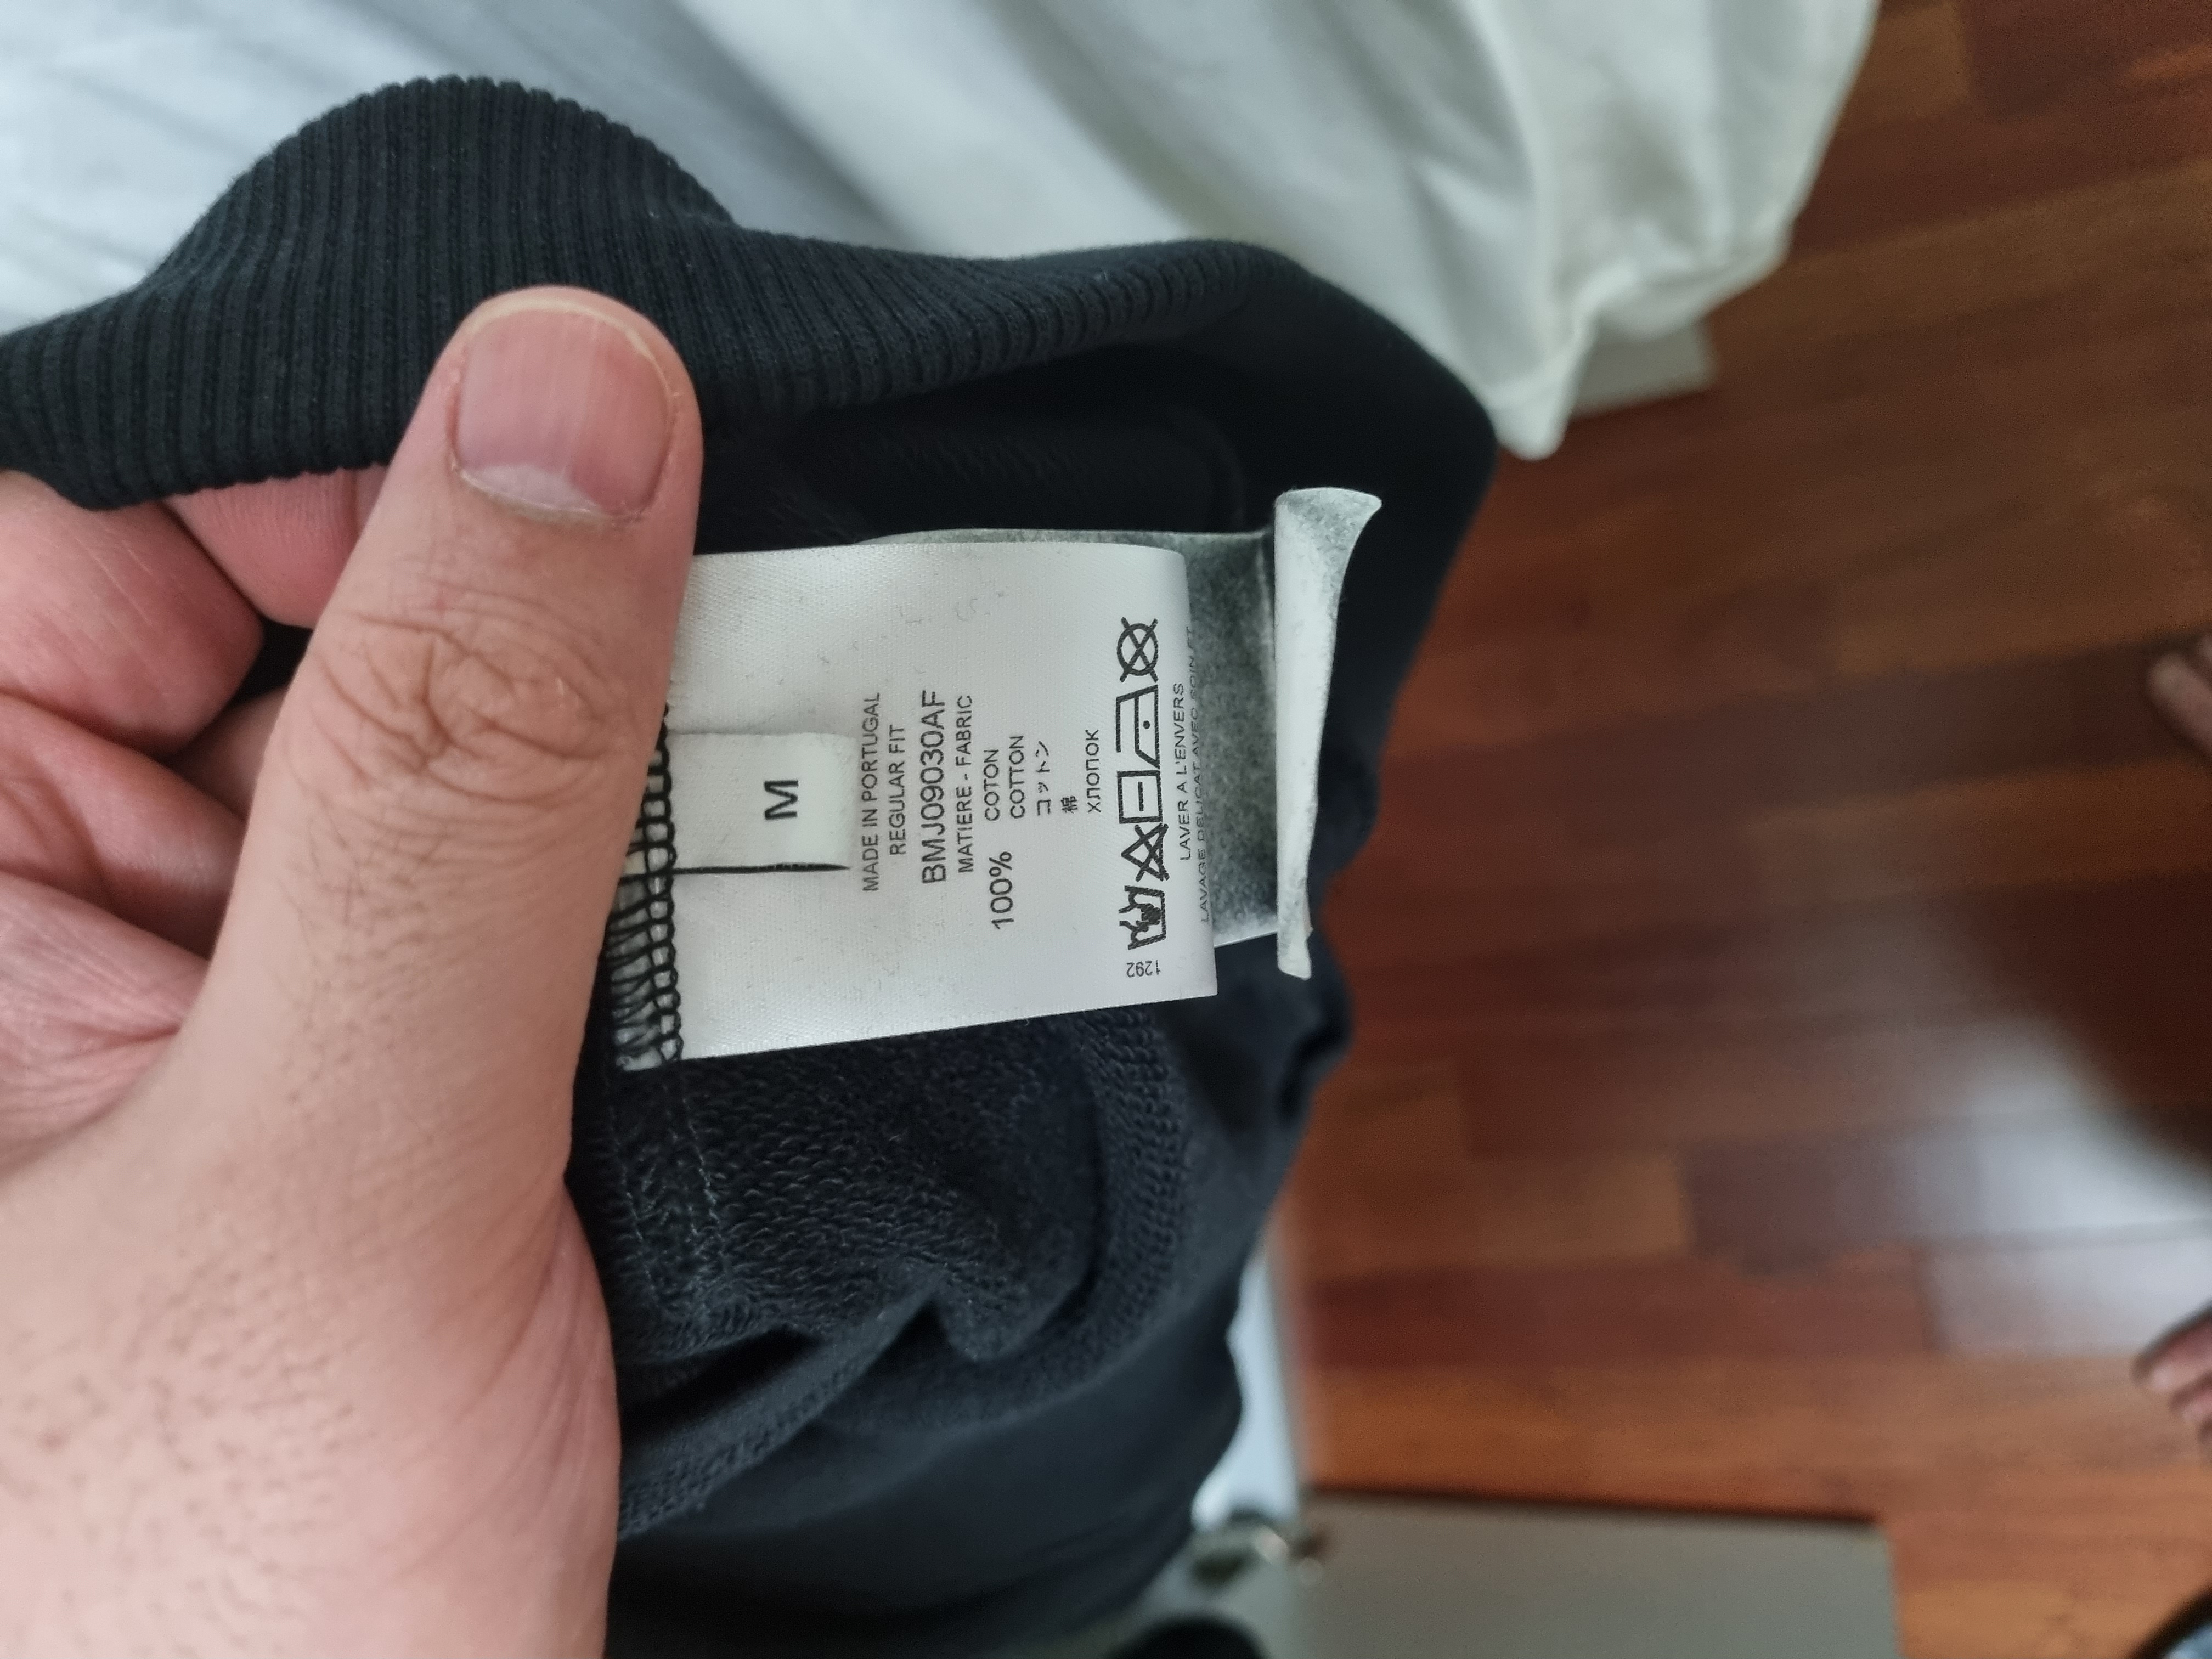 M
MADE IN PORTUGAL
REGULAR FIT
BMJ09030AF
MATIERE - FABRIC
100% COTON
COTTON
コットン
棉
ХЛОПОК
1292
LAVER A L'ENVERS
LAVAGE DELICAT AVEC SOIN ET